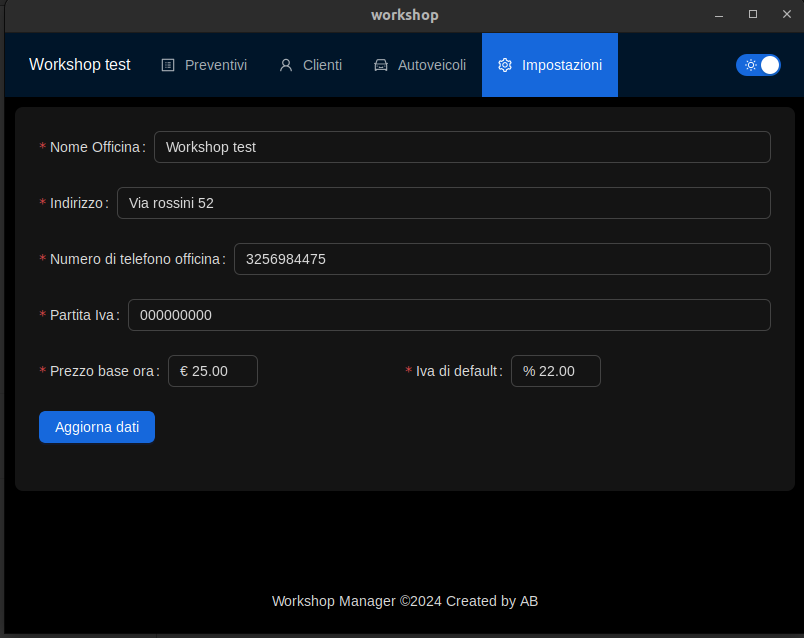 workshop
Workshop test Preventivi Clienti Autoveicoli Impostazioni
* Nome Officina : Workshop test
* Indirizzo : Via rossini 52
* Numero di telefono officina : 3256984475
* Partita Iva : 000000000
* Prezzo base ora : € 25.00 * Iva di default : % 22.00
Aggiorna dati
Workshop Manager ©2024 Created by AB